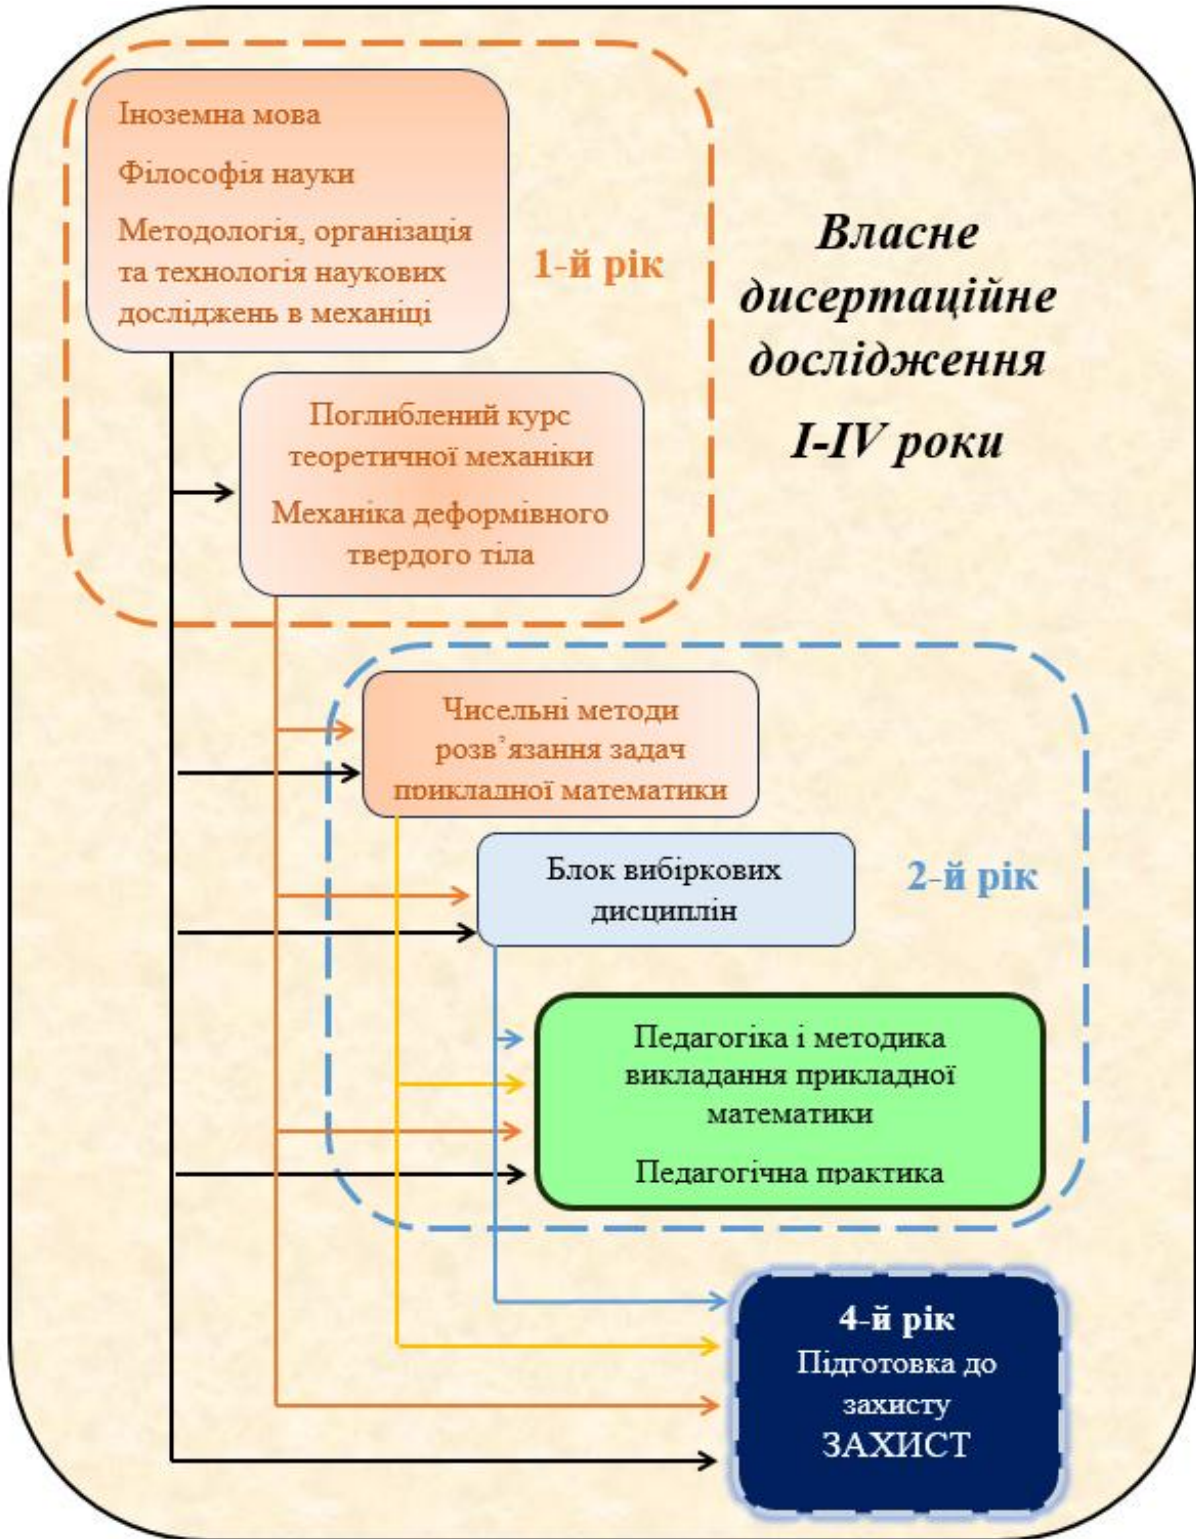 Іноземна мова
Філософія науки
Методологія, організація
та технологія наукових
досліджень в механіці
1-й рік
Власне
дисертаційне
дослідження
I-IV роки
Поглиблений курс
теоретичної механіки
Механіка деформівного
твердого тіла
Чисельні методи
розв’язання задач
прикладної математики
Блок вибіркових
дисциплін
2-й рік
Педагогіка і методика
викладання прикладної
математики
Педагогічна практика
4-й рік
Підготовка до
захисту
ЗАХИСТ